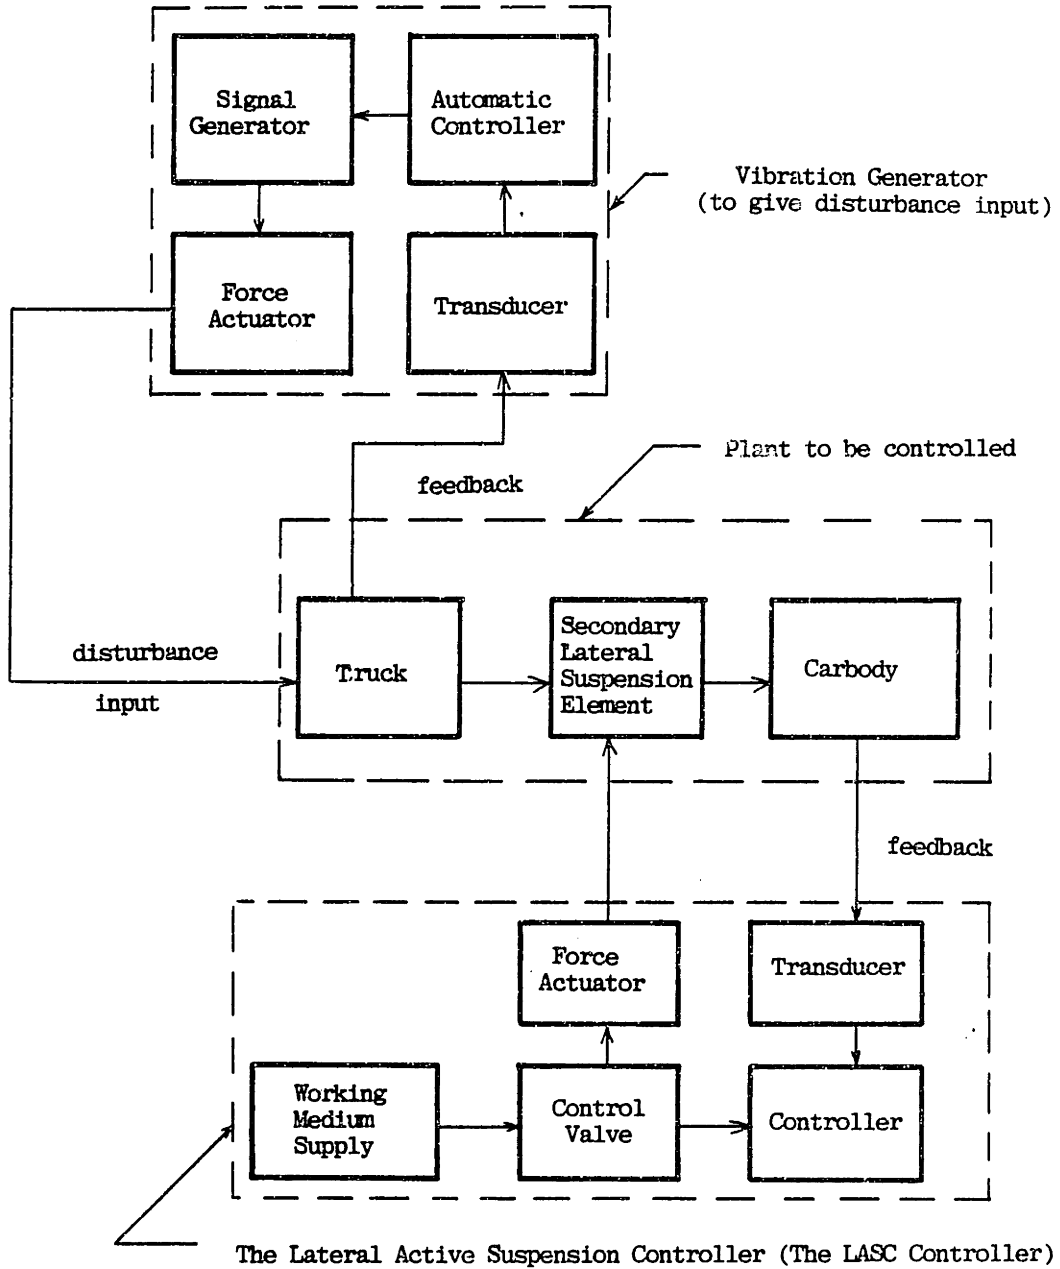 Signal
Generator
Automatic
Controller
Vibration Generator
(to give disturbance input)
Force
Actuator
Transducer
Plant to be controlled
feedback
disturbance
input
Truck
Secondary
Lateral
Suspension
Element
Carbody
feedback
Force
Actuator
Transducer
Working
Medium
Supply
Control
Valve
Controller
The Lateral Active Suspension Controller (The LASC Controller)